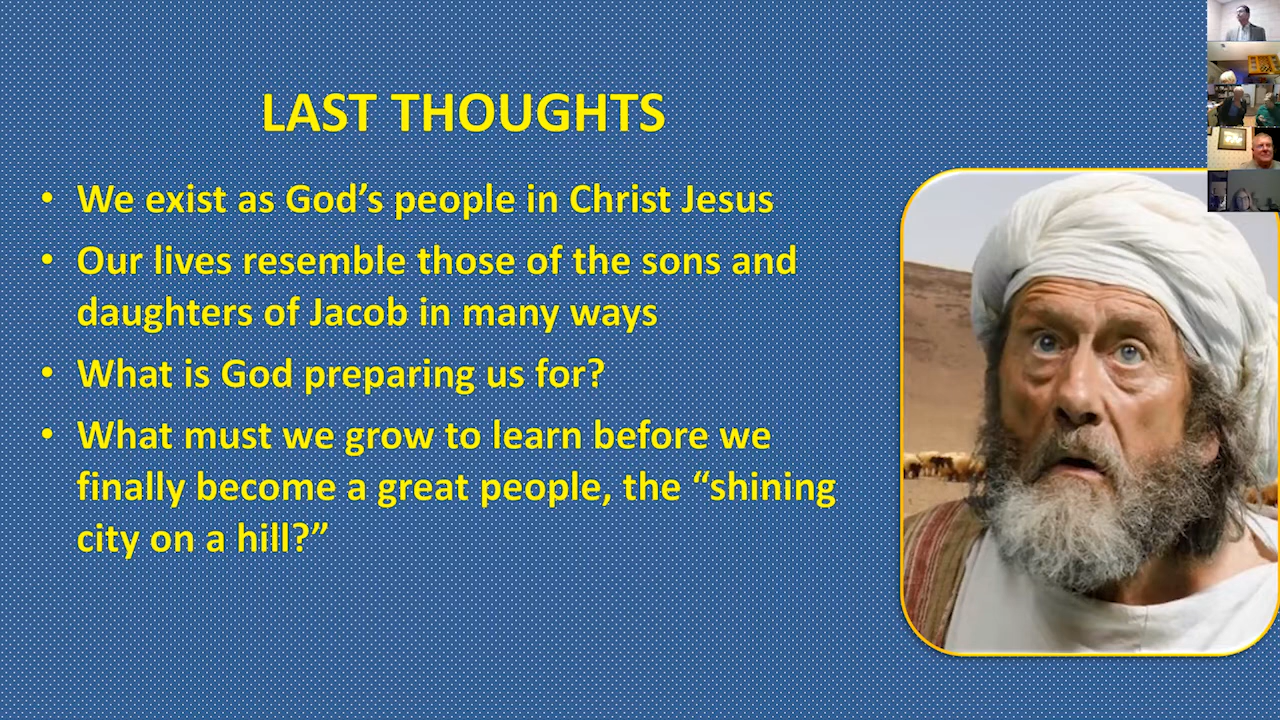 LAST THOUGHTS
• We exist as God’s people in Christ Jesus
• Our lives resemble those of the sons and
daughters of Jacob in many ways
• What is God preparing us for?
• What must we grow to learn before we
finally become a great people, the “shining
city on a hill?”